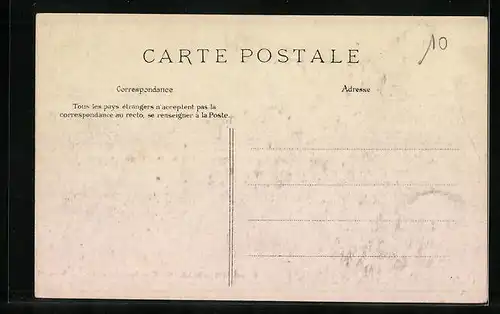 CARTE POSTALE
10
Correspondance
Adresse
Tous les pays étrangers n'acceptent pas la
correspondance au recto, se renseigner à la Poste.